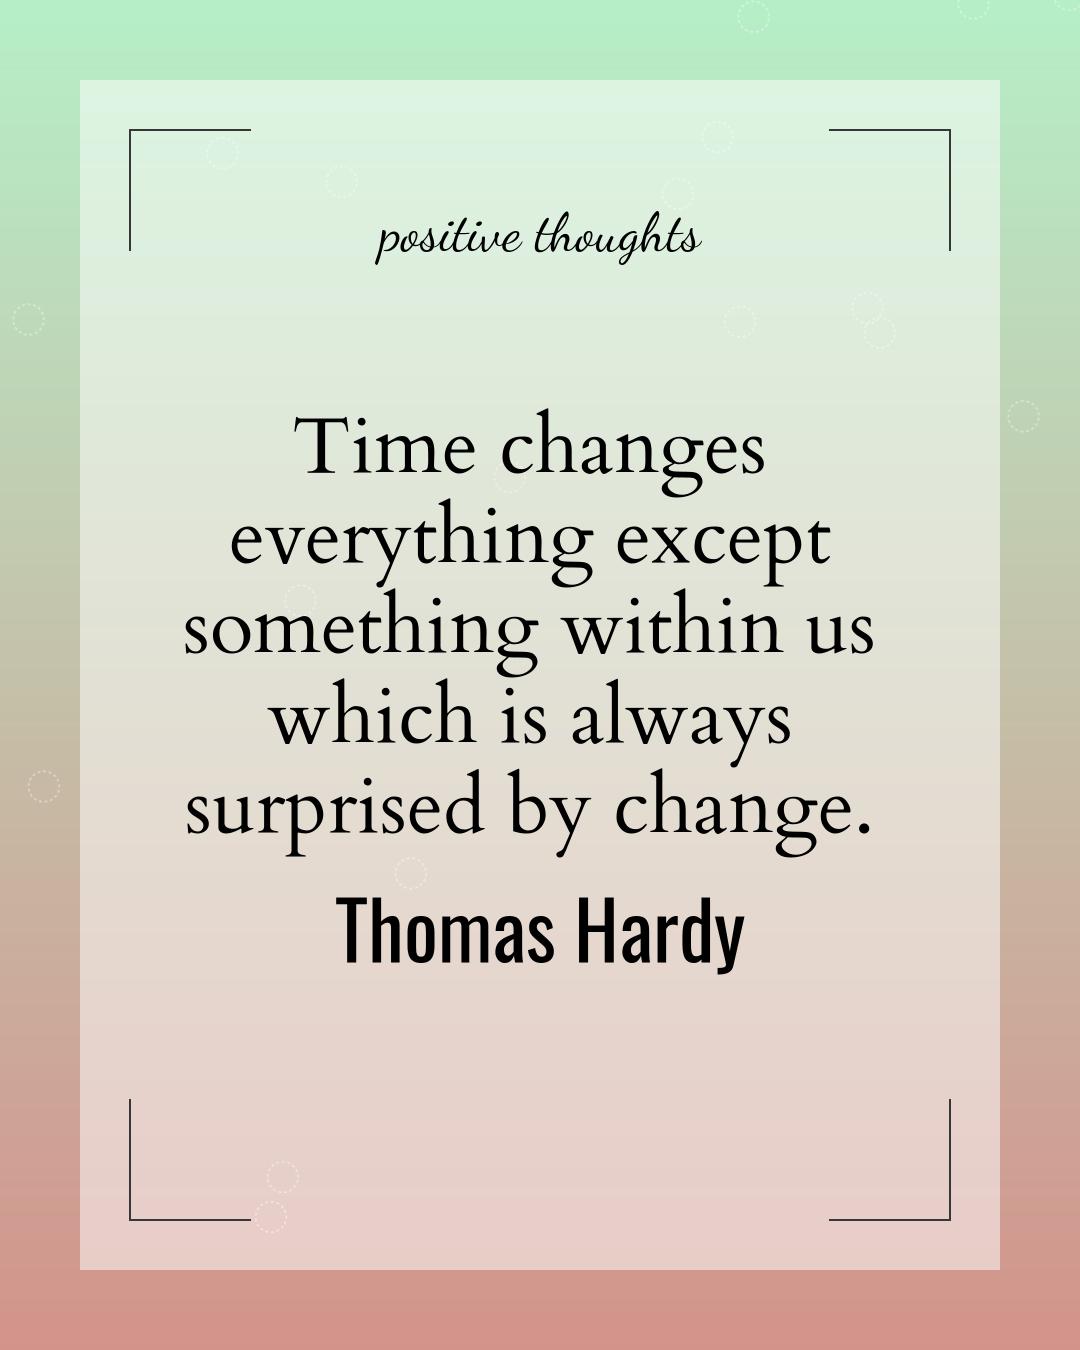 positive thoughts
Time changes
everything except
something within us
which is always
surprised by change.
Thomas Hardy